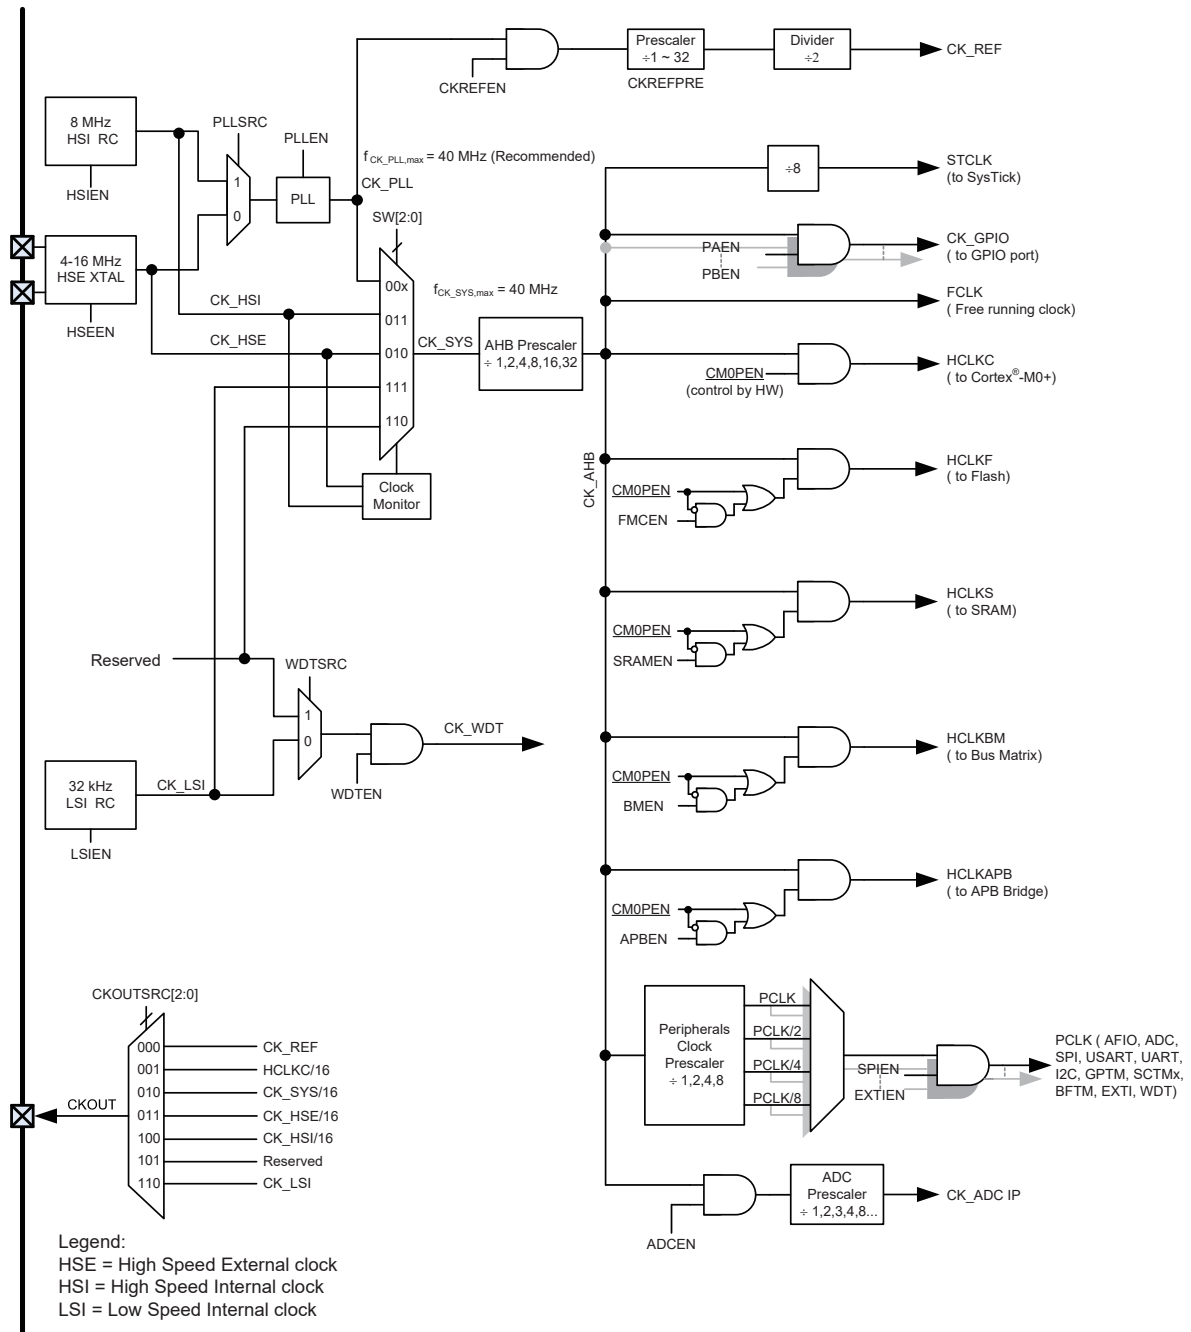 Prescaler
÷1 ~ 32
Divider
÷2
CK_REF
CKREFEN
CKREFPRE
8 MHz
HSI RC
PLLSRC
PLLEN
HSIEN
1
0
PLL
fCK_PLL,max = 40 MHz (Recommended)
CK_PLL
SW[2:0]
÷8
STCLK
(to SysTick)
4-16 MHz
HSE XTAL
HSEEN
PAEN
PBEN
CK_GPIO
( to GPIO port)
00x
011
010
111
110
fCK_SYS,max = 40 MHz
CK_HSI
CK_HSE
CK_SYS
AHB Prescaler
÷ 1,2,4,8,16,32
FCLK
( Free running clock)
CM0PEN
(control by HW)
HCLKC
( to Cortex®-M0+)
Clock
Monitor
CK_AHB
CM0PEN
FMCEN
HCLKF
( to Flash)
CM0PEN
SRAMEN
HCLKS
( to SRAM)
Reserved
WDTSRC
1
0
CK_WDT
WDTEN
32 kHz
LSI RC
CK_LSI
LSIEN
CM0PEN
BMEN
HCLKBM
( to Bus Matrix)
CM0PEN
APBEN
HCLKAPB
( to APB Bridge)
CKOUTSRC[2:0]
000 CK_REF
001 HCLKC/16
010 CK_SYS/16
CKOUT 011 CK_HSE/16
100 CK_HSI/16
101 Reserved
110 CK_LSI
Peripherals
Clock
Prescaler
÷ 1,2,4,8
PCLK
PCLK/2
PCLK/4
PCLK/8
SPIEN
EXTIEN
PCLK ( AFIO, ADC,
SPI, USART, UART,
I2C, GPTM, SCTMx,
BFTM, EXTI, WDT)
ADCEN
ADC
Prescaler
÷ 1,2,3,4,8...
CK_ADC IP
Legend:
HSE = High Speed External clock
HSI = High Speed Internal clock
LSI = Low Speed Internal clock